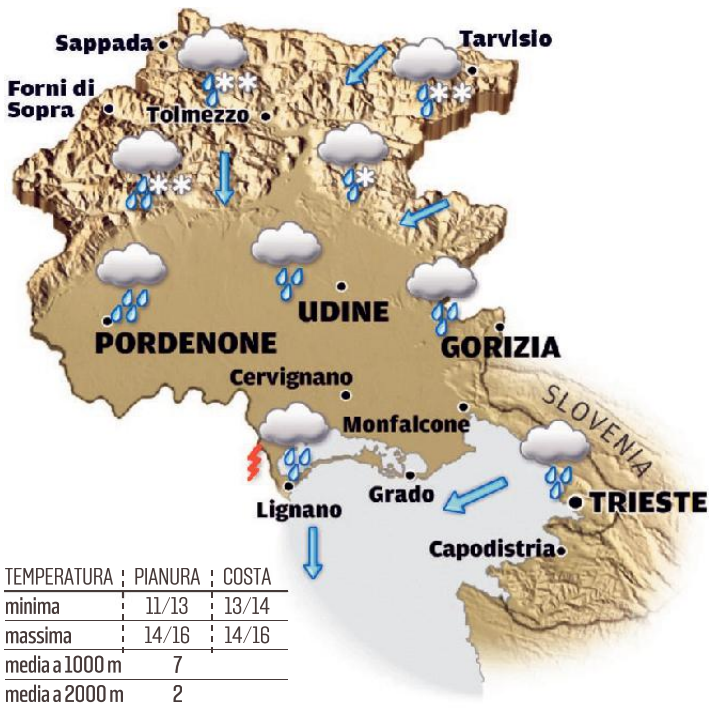 Sappada
Tarvisio
Forni di
Sopra
Tolmezzo
UDINE
PORDENONE
GORIZIA
Cervignano
SLOVENIA
Monfalcone
Grado
TRIESTE
Lignano
Capodistria
TEMPERATURA PIANURA COSTA
minima 11/13 13/14
massima 14/16 14/16
media a 1000 m 7
media a 2000 m 2